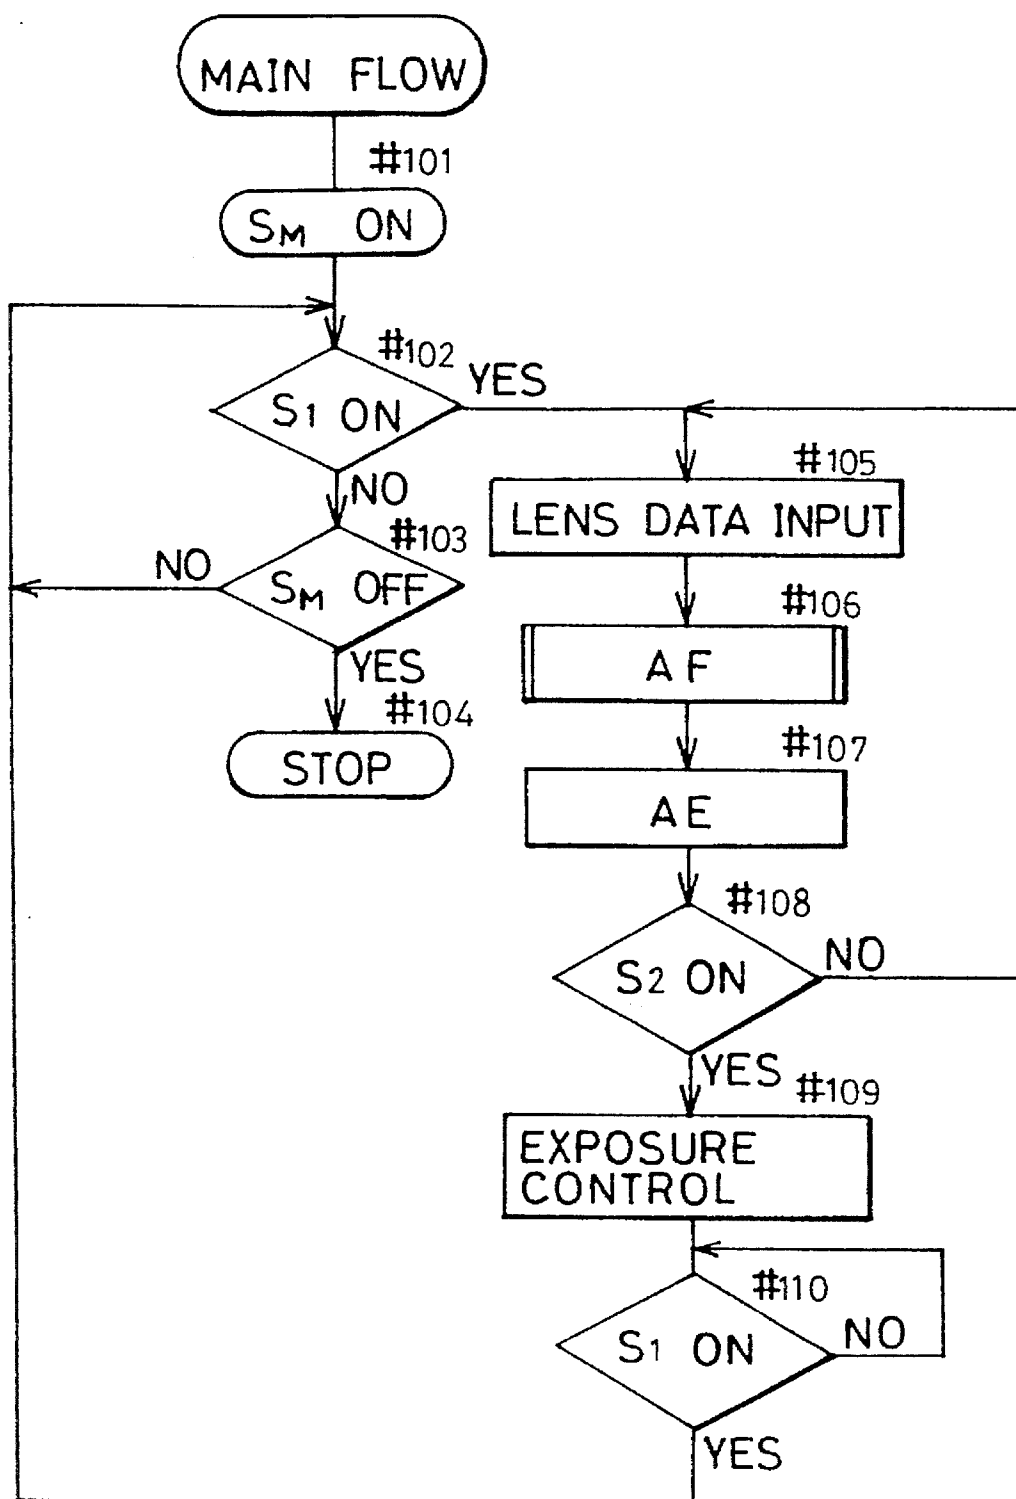 MAIN FLOW
#101
SM ON
#102
S1 ON
YES
NO
#103
SM OFF
NO
YES
#104
STOP
#105
LENS DATA INPUT
#106
AF
#107
AE
#108
S2 ON
NO
YES
#109
EXPOSURE
CONTROL
#110
S1 ON
NO
YES